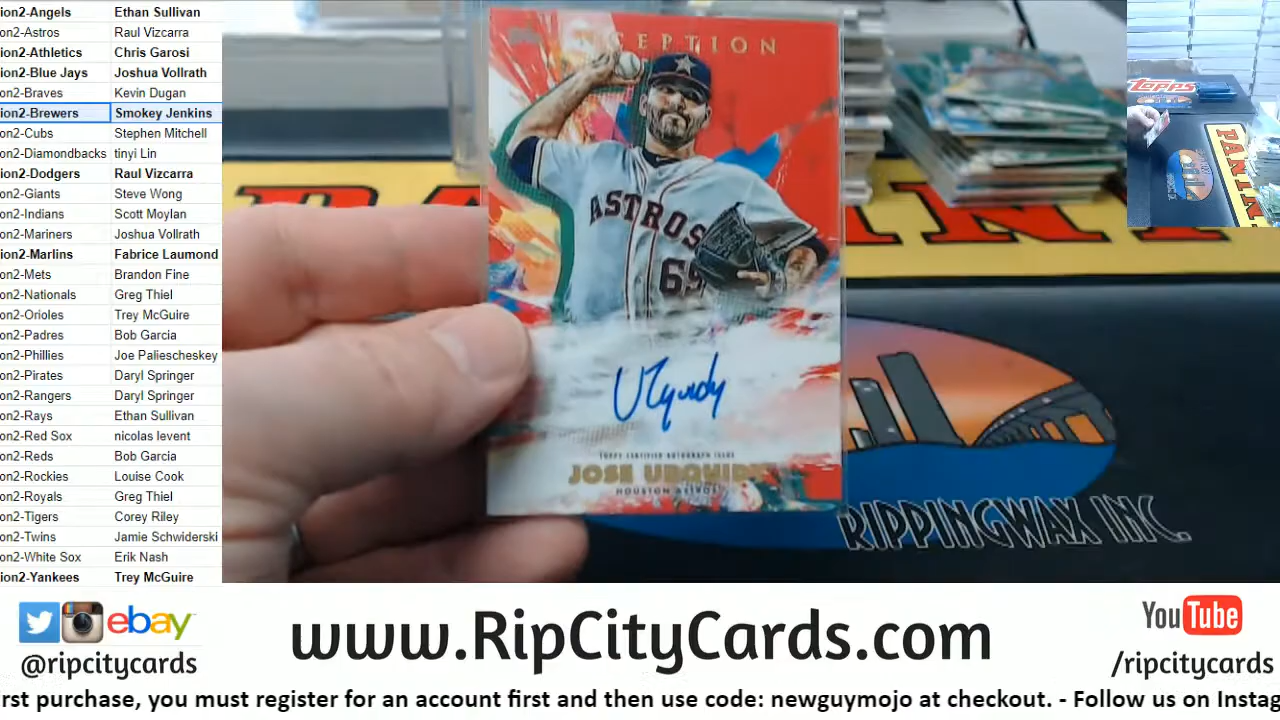 ion2-Angels Ethan Sullivan
on2-Astros Raul Vizcarra
ion2-Athletics Chris Garosi
ion2-Blue Jays Joshua Vollrath
on2-Braves Kevin Dugan
ion2-Brewers Smokey Jenkins
on2-Cubs Stephen Mitchell
on2-Diamondbacks tinyi Lin
on2-Dodgers Raul Vizcarra
on2-Giants Steve Wong
on2-Indians Scott Moylan
on2-Mariners Joshua Vollrath
ion2-Marlins Fabrice Laumond
on2-Mets Brandon Fine
on2-Nationals Greg Thiel
on2-Orioles Trey McGuire
on2-Padres Bob Garcia
on2-Phillies Joe Paliescheskey
on2-Pirates Daryl Springer
on2-Rangers Daryl Springer
on2-Rays Ethan Sullivan
on2-Red Sox nicolas levent
on2-Reds Bob Garcia
on2-Rockies Louise Cook
on2-Royals Greg Thiel
on2-Tigers Corey Riley
on2-Twins Jamie Schwiderski
on2-White Sox Erik Nash
ion2-Yankees Trey McGuire
CEPTION
ASTROS
65
TOPPS CERTIFIED AUTOGRAPH ISSUE
JOSE URQUIDY
HOUSTON ASTROS
RIPPINGWAX INC.
Topps
PANIN
ebay
@ripcitycards
www.RipCityCards.com
YouTube
/ripcitycards
rst purchase, you must register for an account first and then use code: newguymojo at checkout. - Follow us on Instag